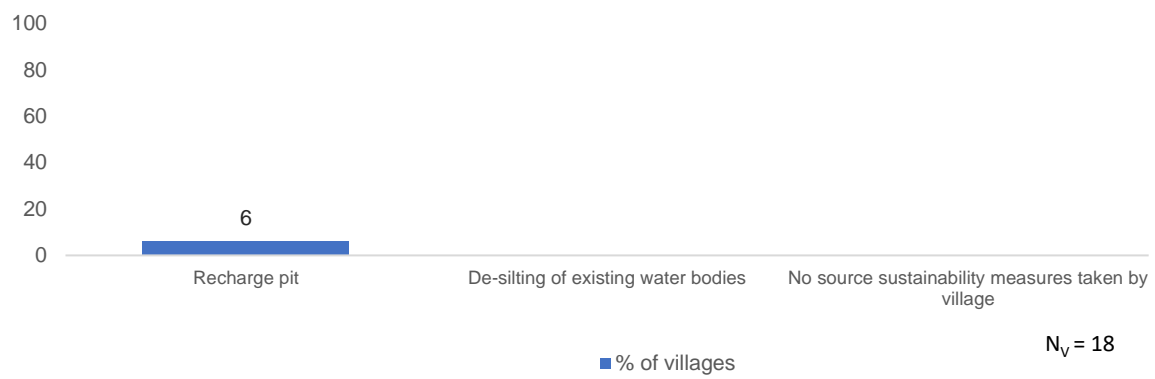 100
80
60
40
20
0
6
Recharge pit
De-silting of existing water bodies
No source sustainability measures taken by
village
N_V = 18
% of villages